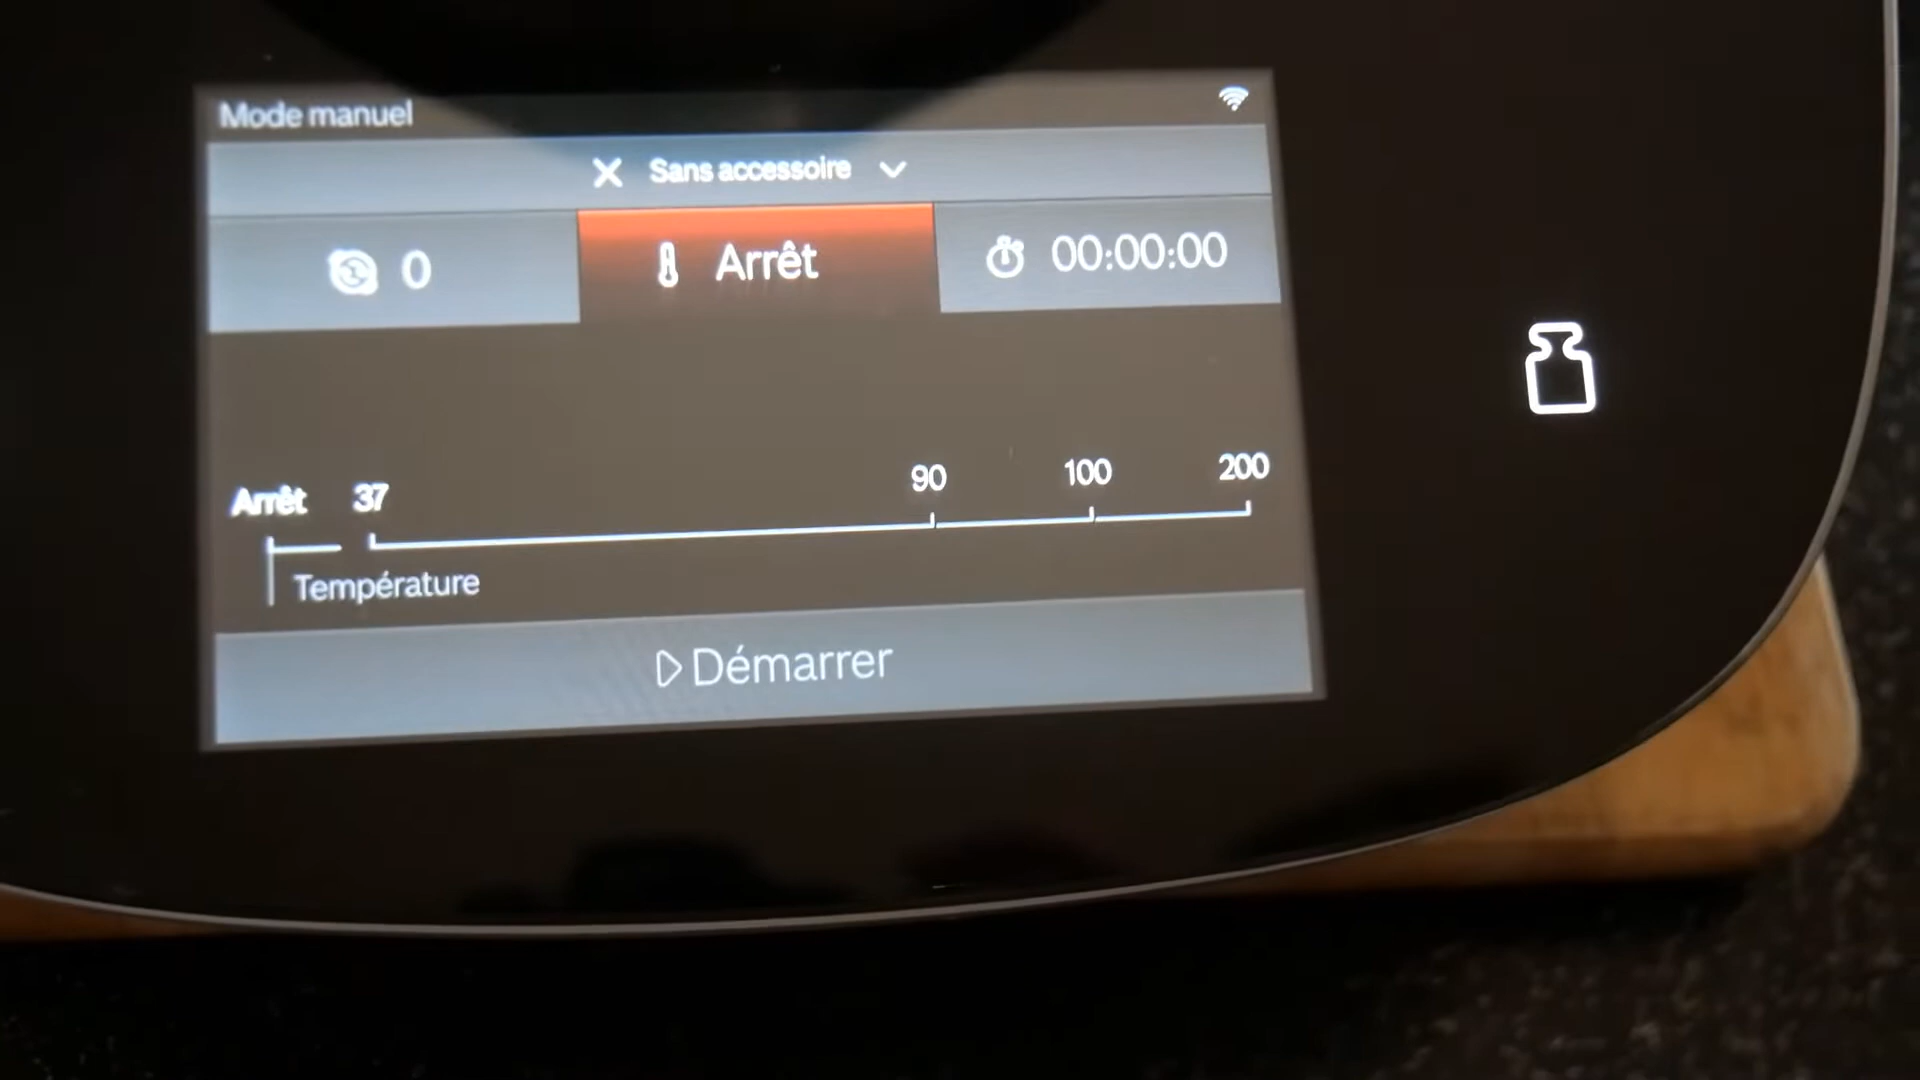 Mode manuel
Sans accessoire
0 Arrêt 00:00:00
Arrêt 37 90 100 200
Température
Démarrer